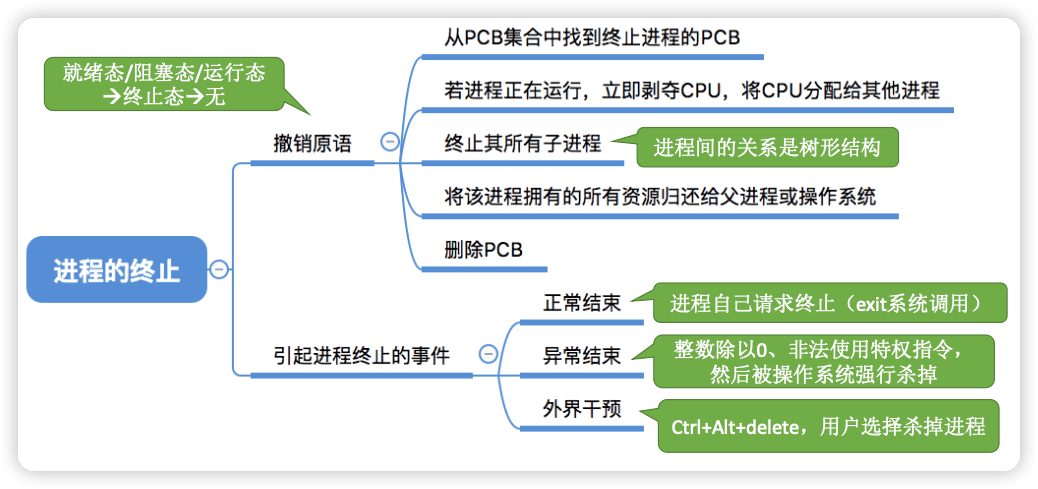 从PCB集合中找到终止进程的PCB
就绪态/阻塞态/运行态
→终止态→无
若进程正在运行，立即剥夺CPU，将CPU分配给其他进程
撤销原语
终止其所有子进程
进程间的关系是树形结构
将该进程拥有的所有资源归还给父进程或操作系统
删除PCB
进程的终止
正常结束
进程自己请求终止（exit系统调用）
引起进程终止的事件
异常结束
整数除以0、非法使用特权指令，
然后被操作系统强行杀掉
外界干预
Ctrl+Alt+delete，用户选择杀掉进程